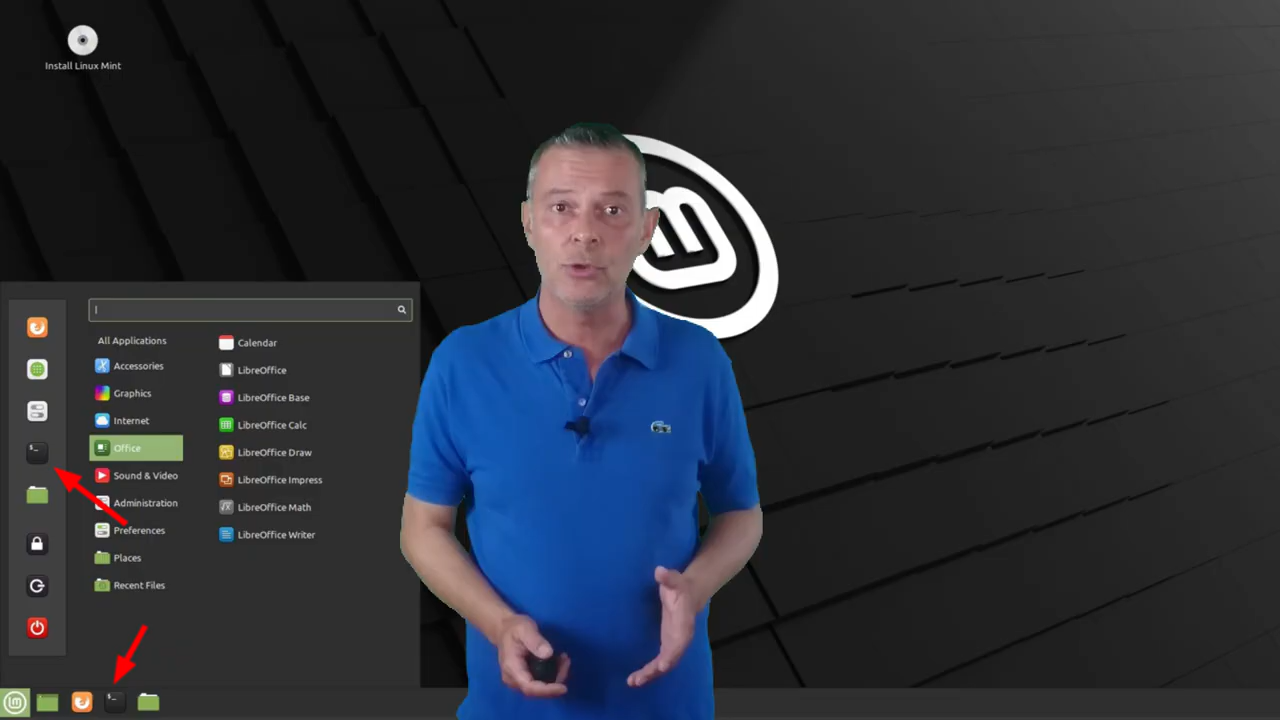 Install Linux Mint
All Applications
Accessories
Graphics
Internet
Office
Sound & Video
Administration
Preferences
Places
Recent Files
Calendar
LibreOffice
LibreOffice Base
LibreOffice Calc
LibreOffice Draw
LibreOffice Impress
LibreOffice Math
LibreOffice Writer